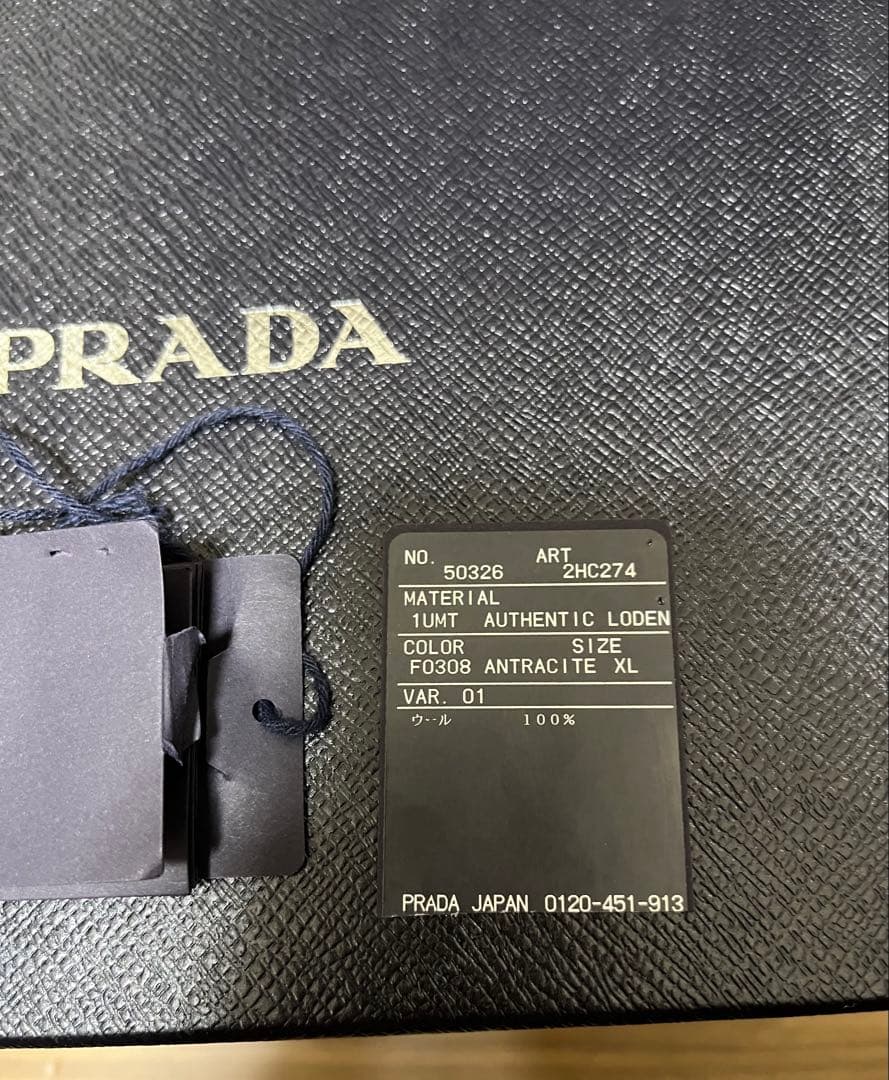 PRADA
NO. ART
50326 2HC274
MATERIAL
1UMT AUTHENTIC LODEN
COLOR SIZE
F0308 ANTRACITE XL
VAR. 01
ウール 100%
PRADA JAPAN 0120-451-913